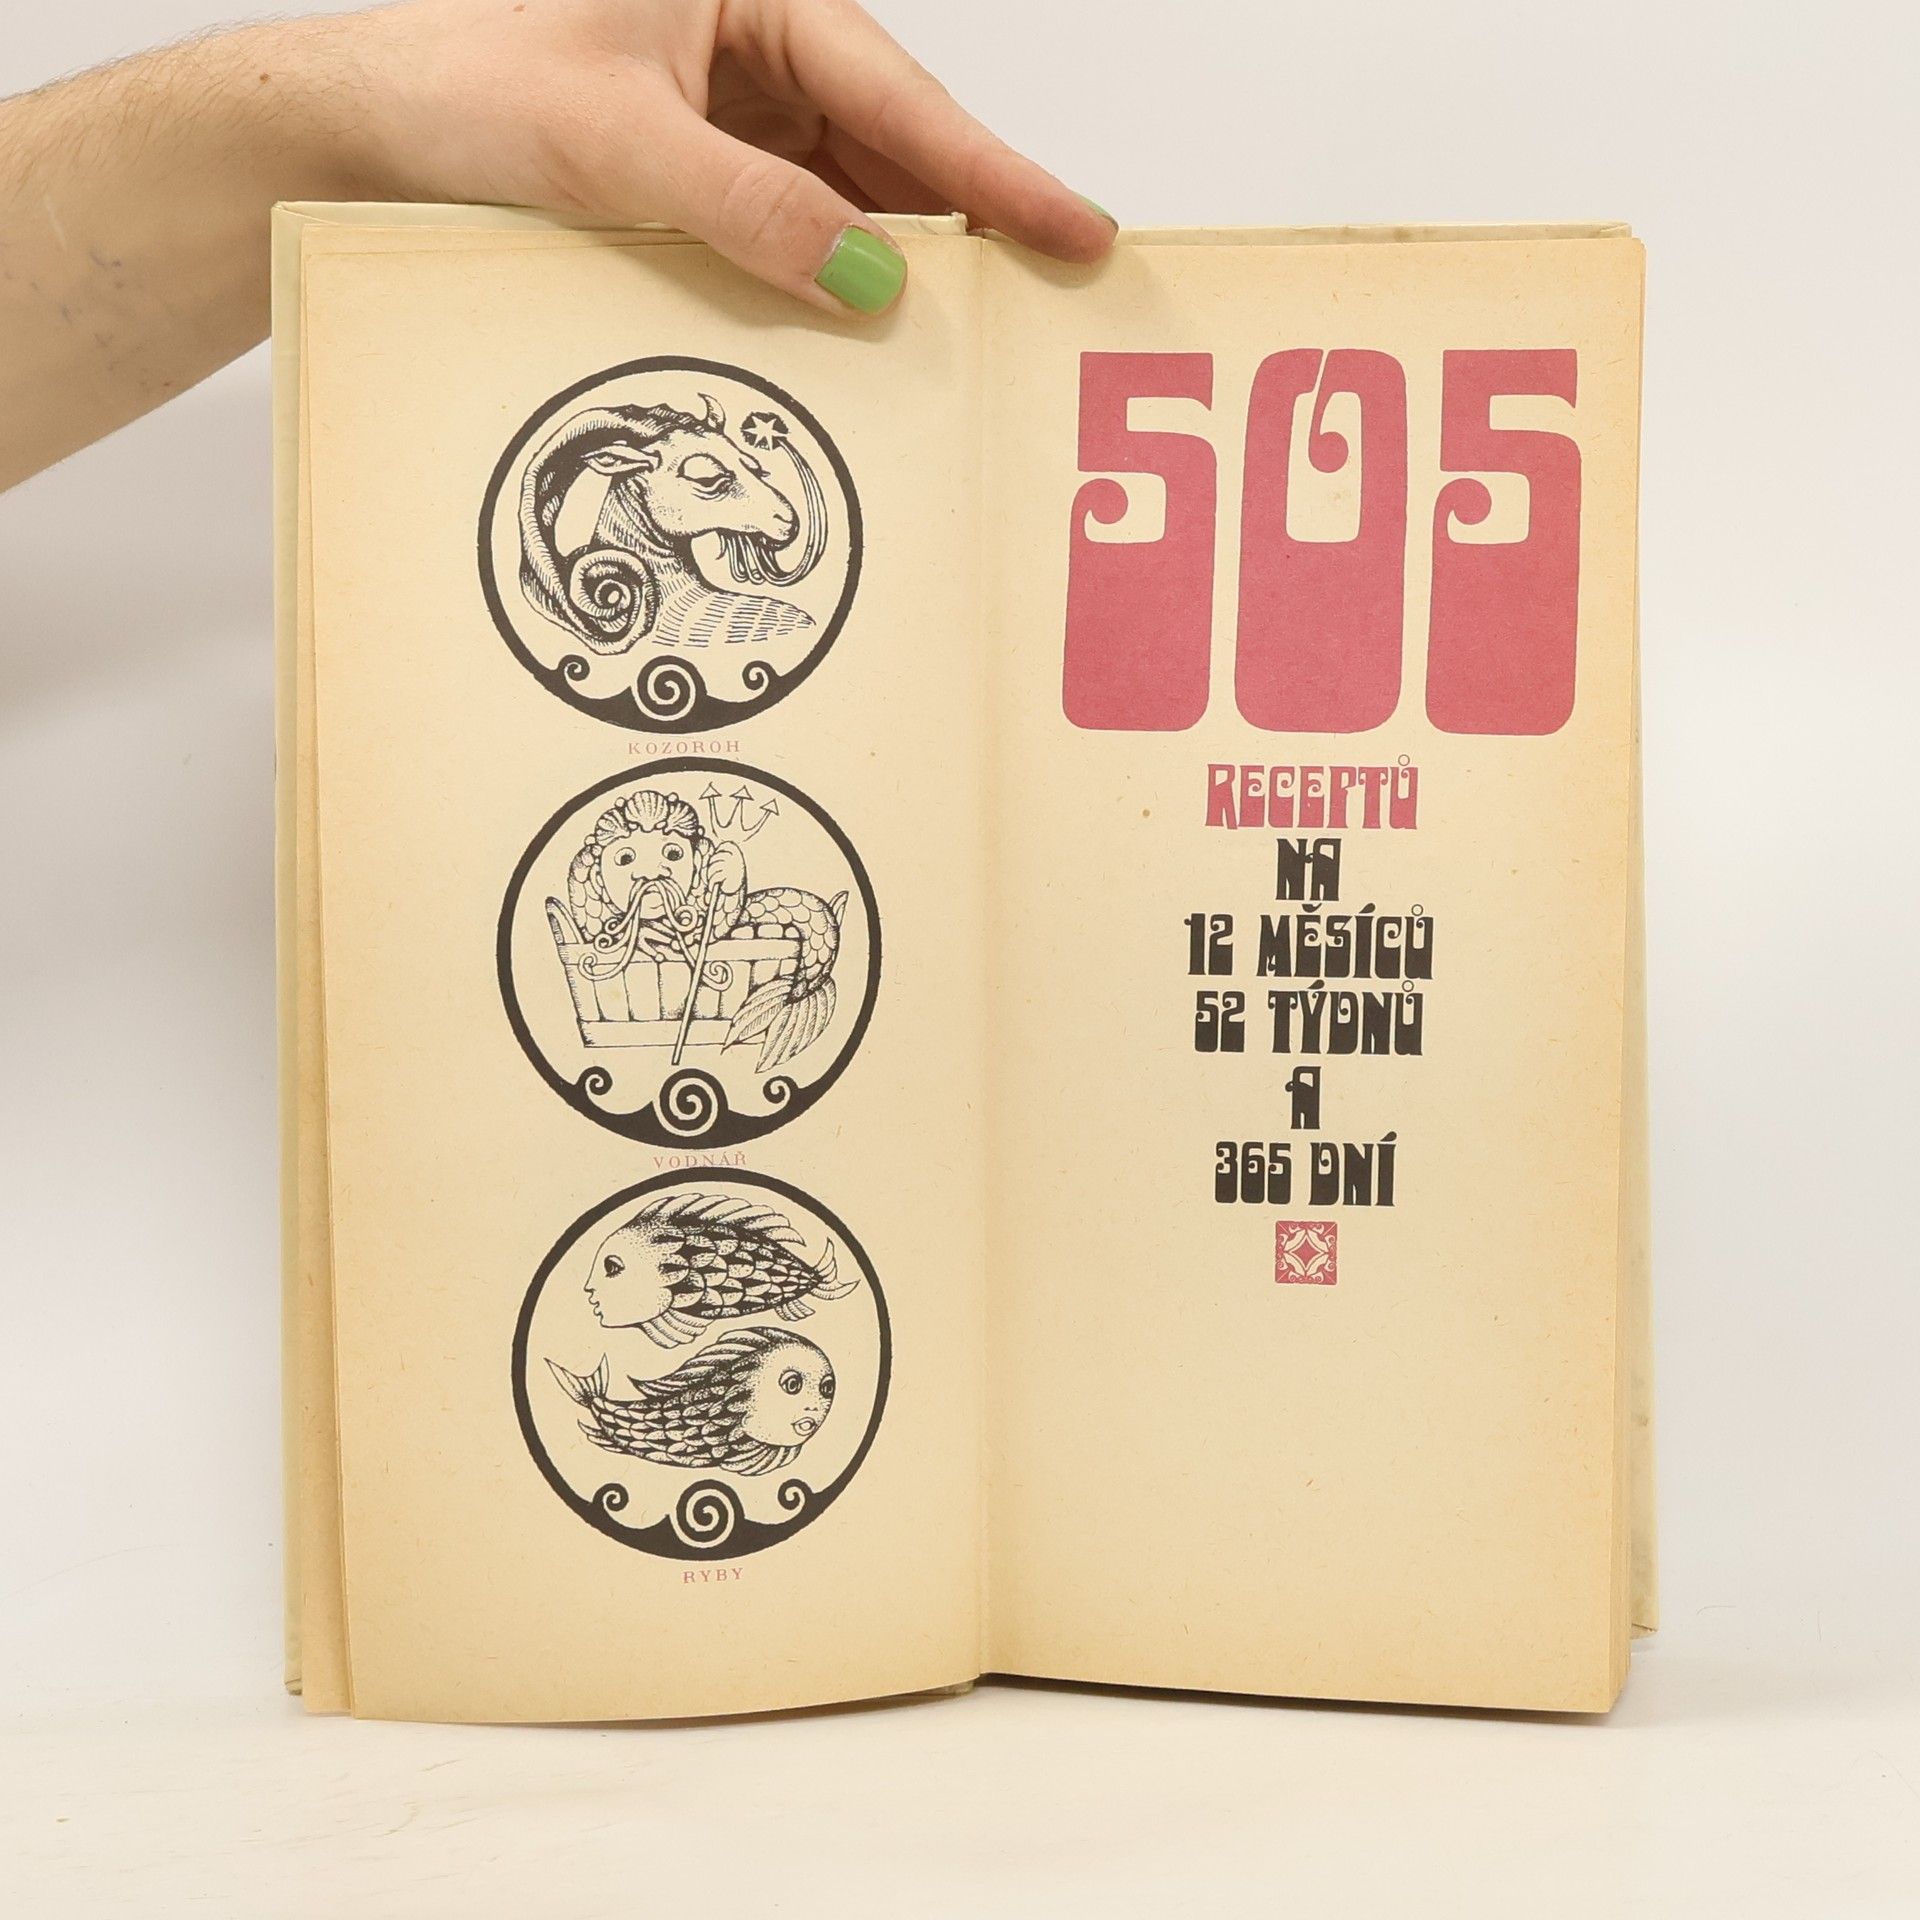 KOZOROH
VODNÁŘ
RYBY
505
RECEPTŮ
NA
12 MĚSÍCŮ
52 TÝDNŮ
A
365 DNÍ